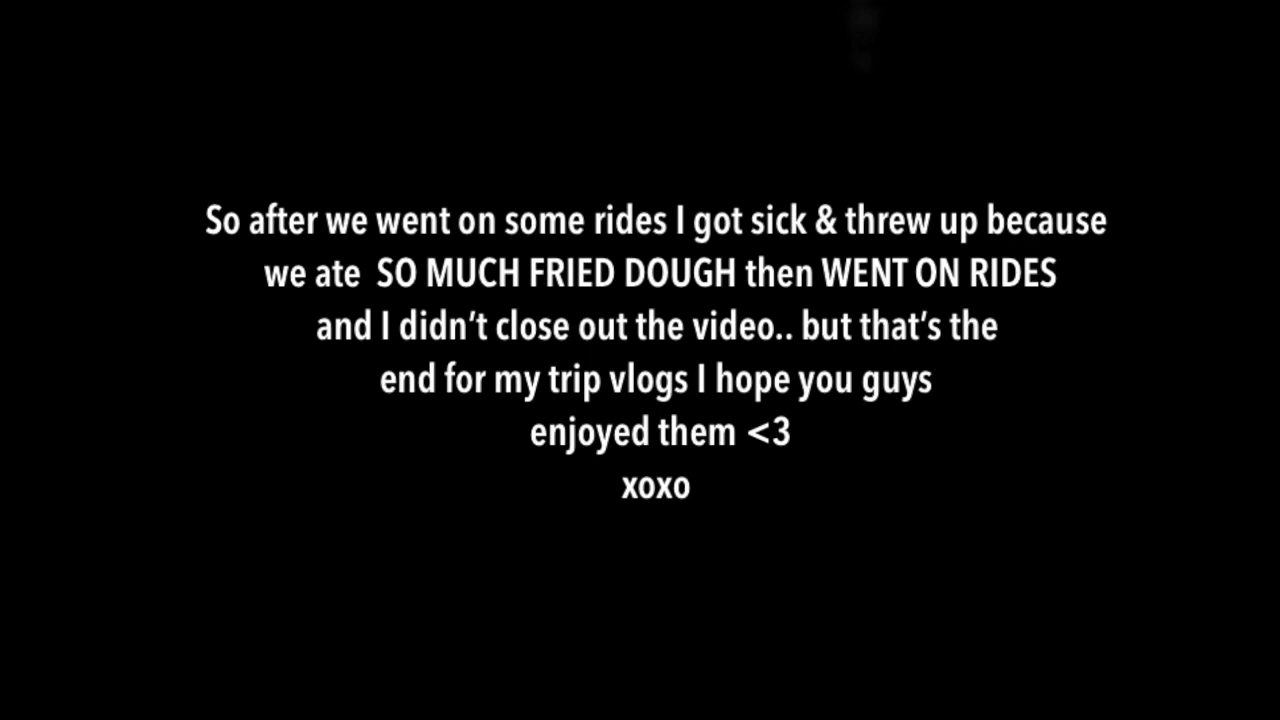 So after we went on some rides I got sick & threw up because
we ate  SO MUCH FRIED DOUGH then WENT ON RIDES
and I didn’t close out the video.. but that’s the
end for my trip vlogs I hope you guys
enjoyed them <3
xoxo